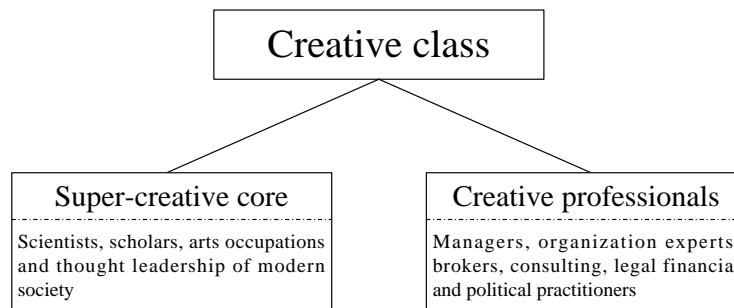 Creative class
Super-creative core
Scientists, scholars, arts occupations
and thought leadership of modern
society
Creative professionals
Managers, organization experts
brokers, consulting, legal financia
and political practitioners